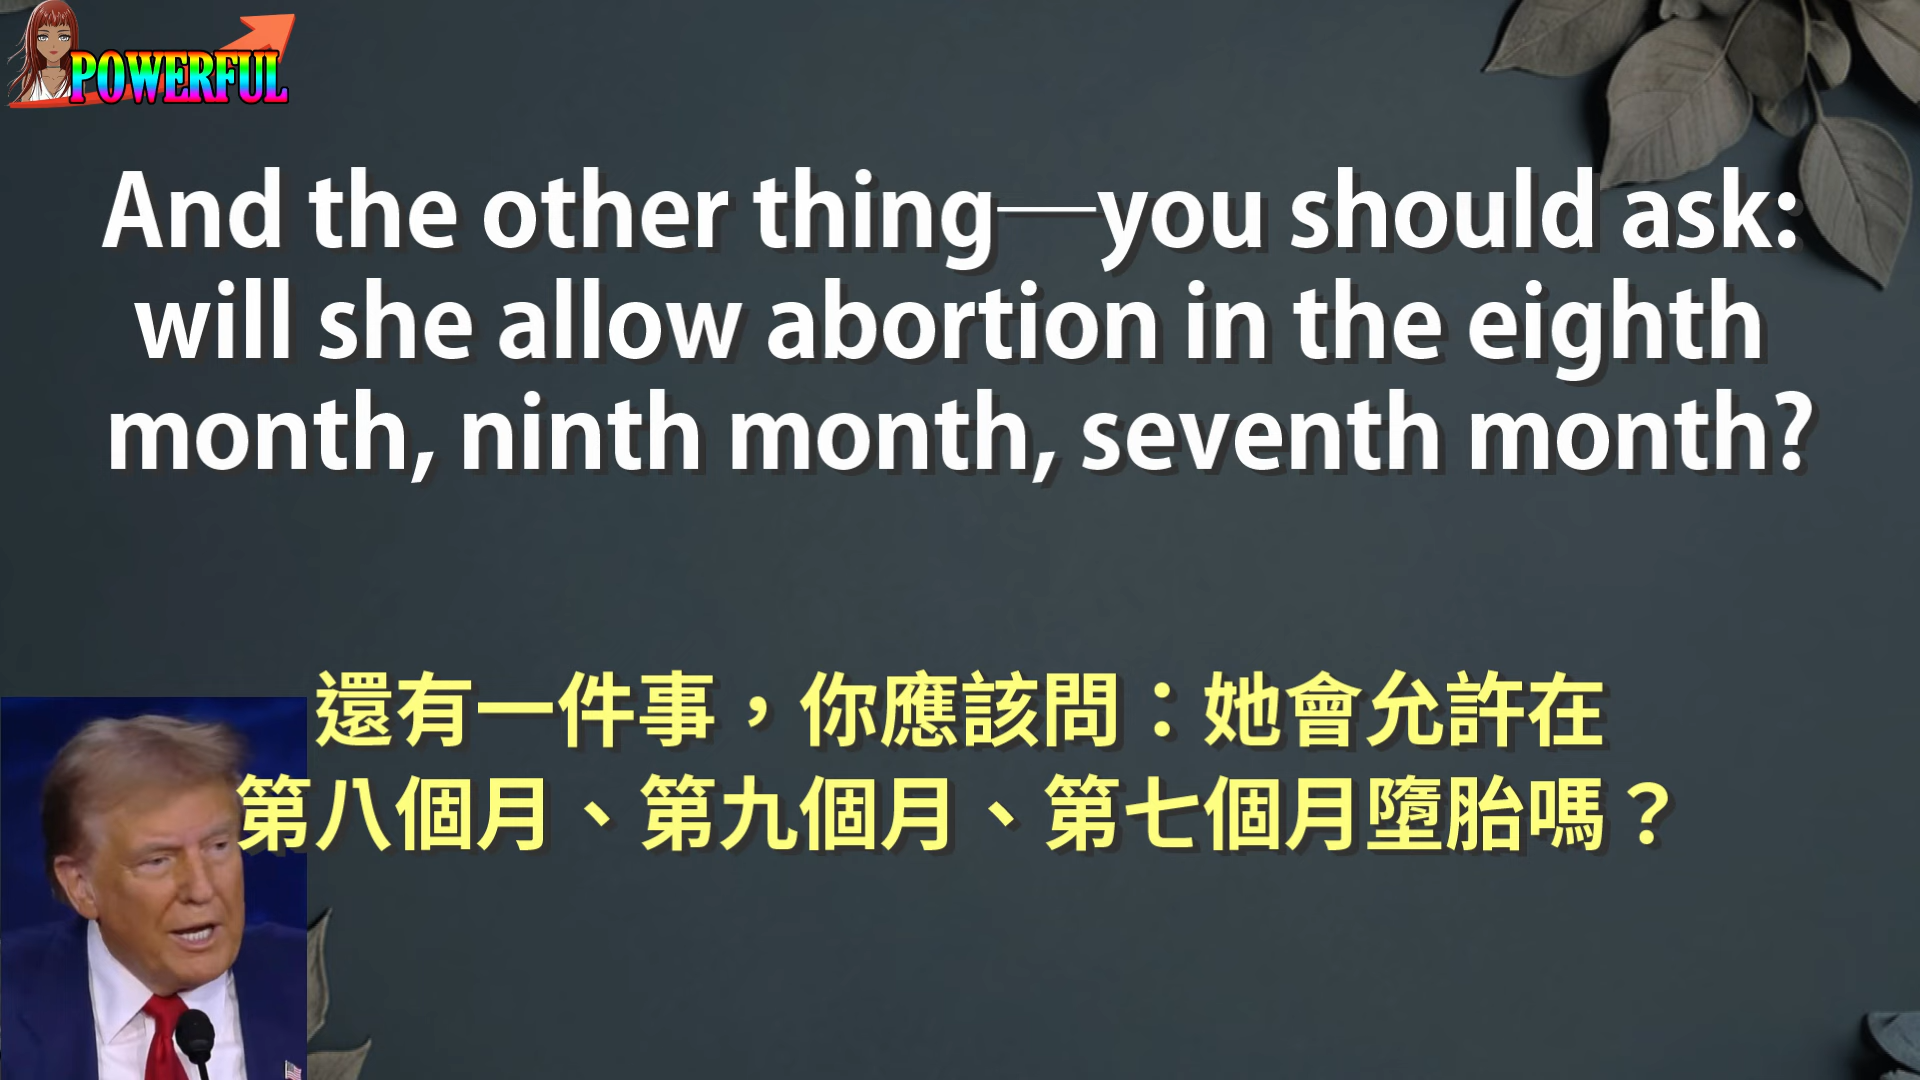 POWERFUL
And the other thing—you should ask:
will she allow abortion in the eighth
month, ninth month, seventh month?
還有一件事，你應該問：她會允許在
第八個月、第九個月、第七個月墮胎嗎？